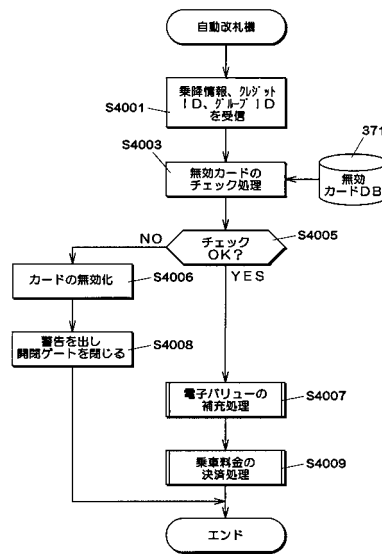 自動改札機
乗降情報、クレジット
ID、グループID
を受信
S4001
S4003
無効カードの
チェック処理
371
無効
カードDB
NO
チェック
OK?
S4005
カードの無効化
S4006
YES
警告を出し
開閉ゲートを閉じる
S4008
電子バリューの
補充処理
S4007
乗車料金の
決済処理
S4009
エンド